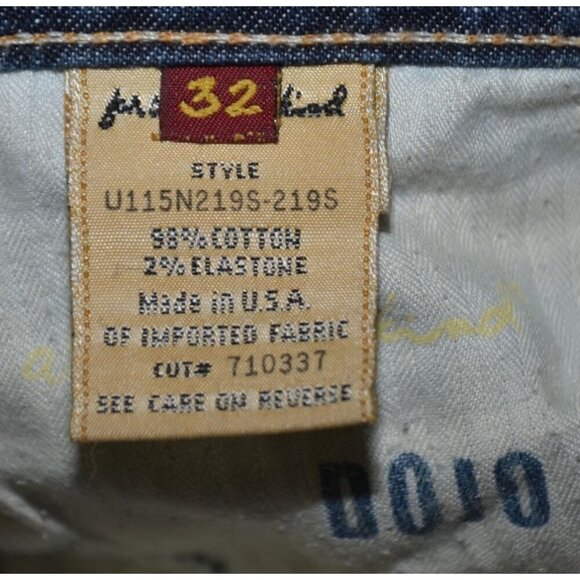 32
STYLE
U115N219S-219S
98% COTTON
2% ELASTONE
Made in U.S.A.
OF IMPORTED FABRIC
CUT# 710337
SEE CARE ON REVERSE